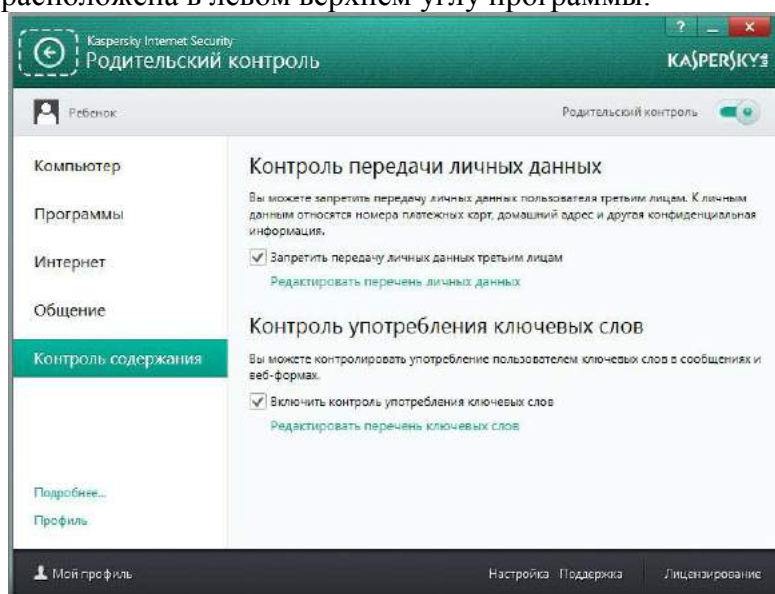 расположена в левом верхнем углу программы.
? _ x
Kaspersky Internet Security
Родительский контроль
KASPERSKY
Ребенок
Родительский контроль
Компьютер
Программы
Интернет
Общение
Контроль содержания
Подробнее...
Профиль
Контроль передачи личных данных
Вы можете запретить передачу личных данных пользователя третьим лицам. К личным
данным относятся номера платежных карт, домашний адрес и другая конфиденциальная
информация.
Запретить передачу личных данных третьим лицам
Редактировать перечень личных данных
Контроль употребления ключевых слов
Вы можете контролировать употребление пользователем ключевых слов в сообщениях и
веб-формах.
Включить контроль употребления ключевых слов
Редактировать перечень ключевых слов
Мой профиль
Настройка Поддержка Лицензирование